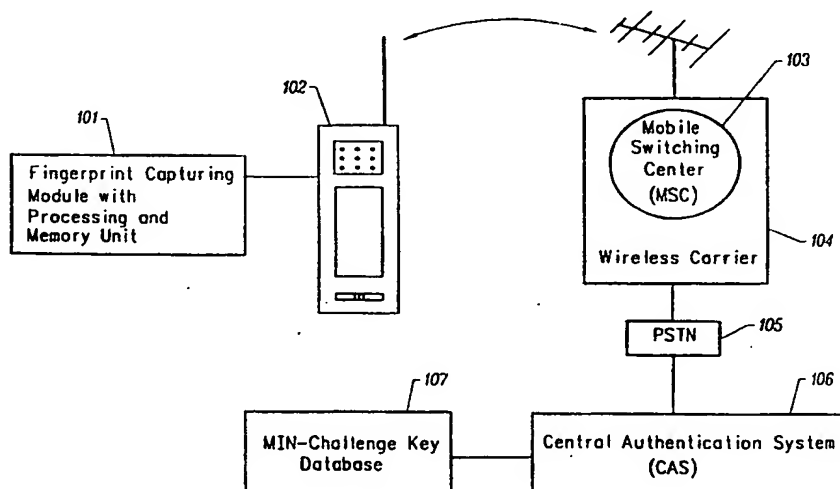 103
102
101
Mobile
Switching
Center
(MSC)
Fingerprint Capturing
Module with
Processing and
Memory Unit
104
Wireless Carrier
PSTN
105
107
106
MIN-Challenge Key
Database
Central Authentication System
(CAS)